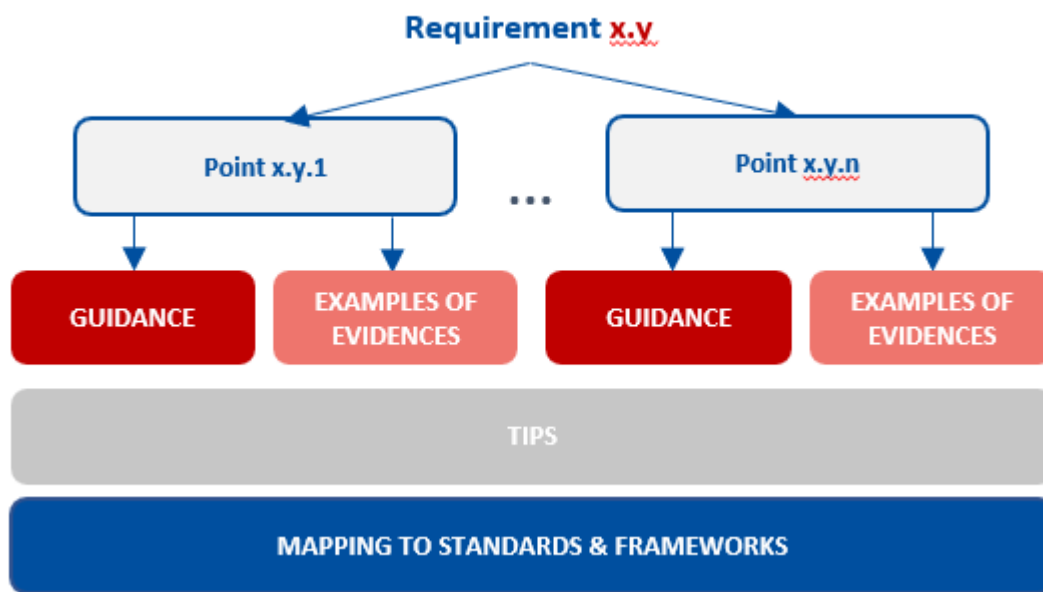 Requirement x.y
Point x.y.1
...
Point x.y.n
GUIDANCE
EXAMPLES OF
EVIDENCES
GUIDANCE
EXAMPLES OF
EVIDENCES
TIPS
MAPPING TO STANDARDS & FRAMEWORKS